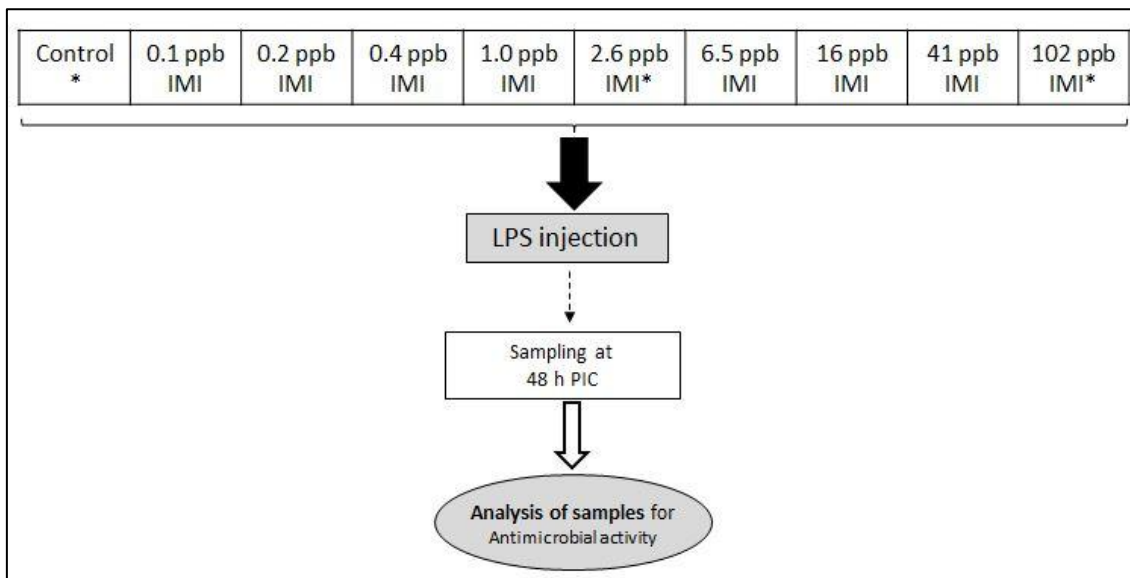 Control 0.1 ppb 0.2 ppb 0.4 ppb 1.0 ppb 2.6 ppb 6.5 ppb 16 ppb 41 ppb 102 ppb
* IMI IMI IMI IMI IMI* IMI IMI IMI IMI*
LPS injection
Sampling at
48 h PIC
Analysis of samples for
Antimicrobial activity